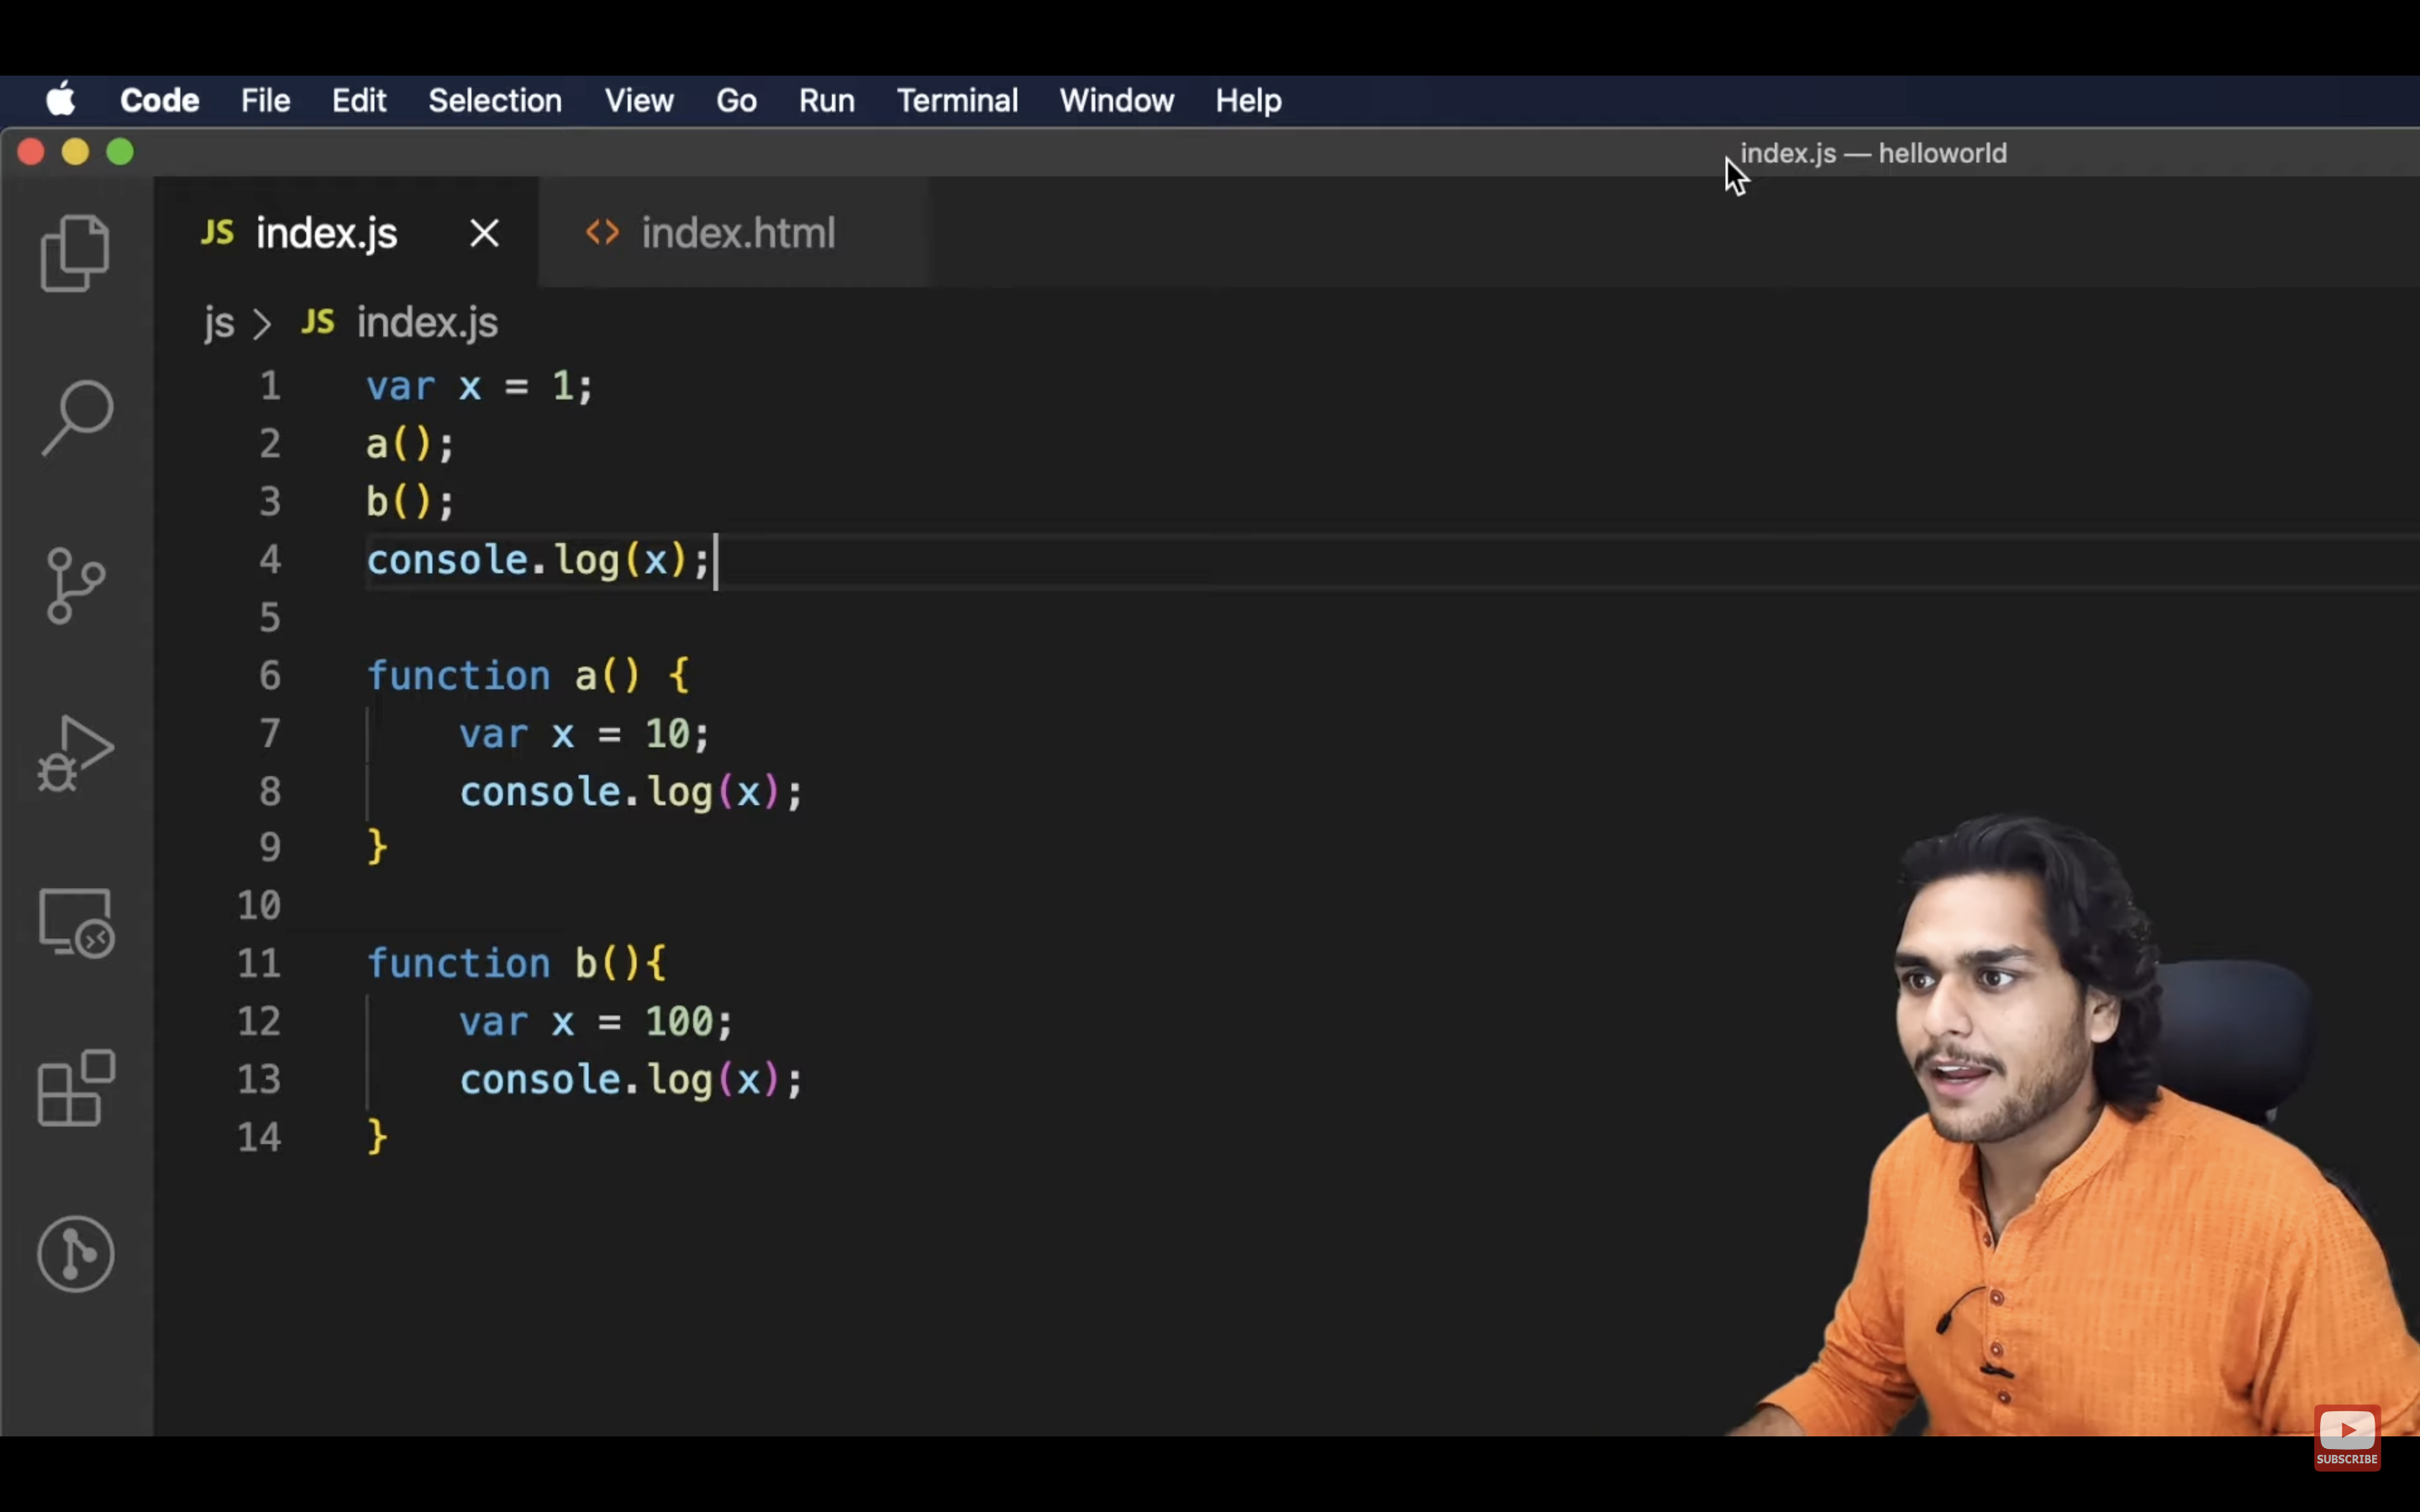 Code File Edit Selection View Go Run Terminal Window Help
index.js — helloworld
JS index.js
<> index.html
js > JS index.js
1 var x = 1;
2 a();
3 b();
4 console.log(x);
5
6 function a() {
7     var x = 10;
8     console.log(x);
9 }
10
11 function b(){
12     var x = 100;
13     console.log(x);
14 }
SUBSCRIBE